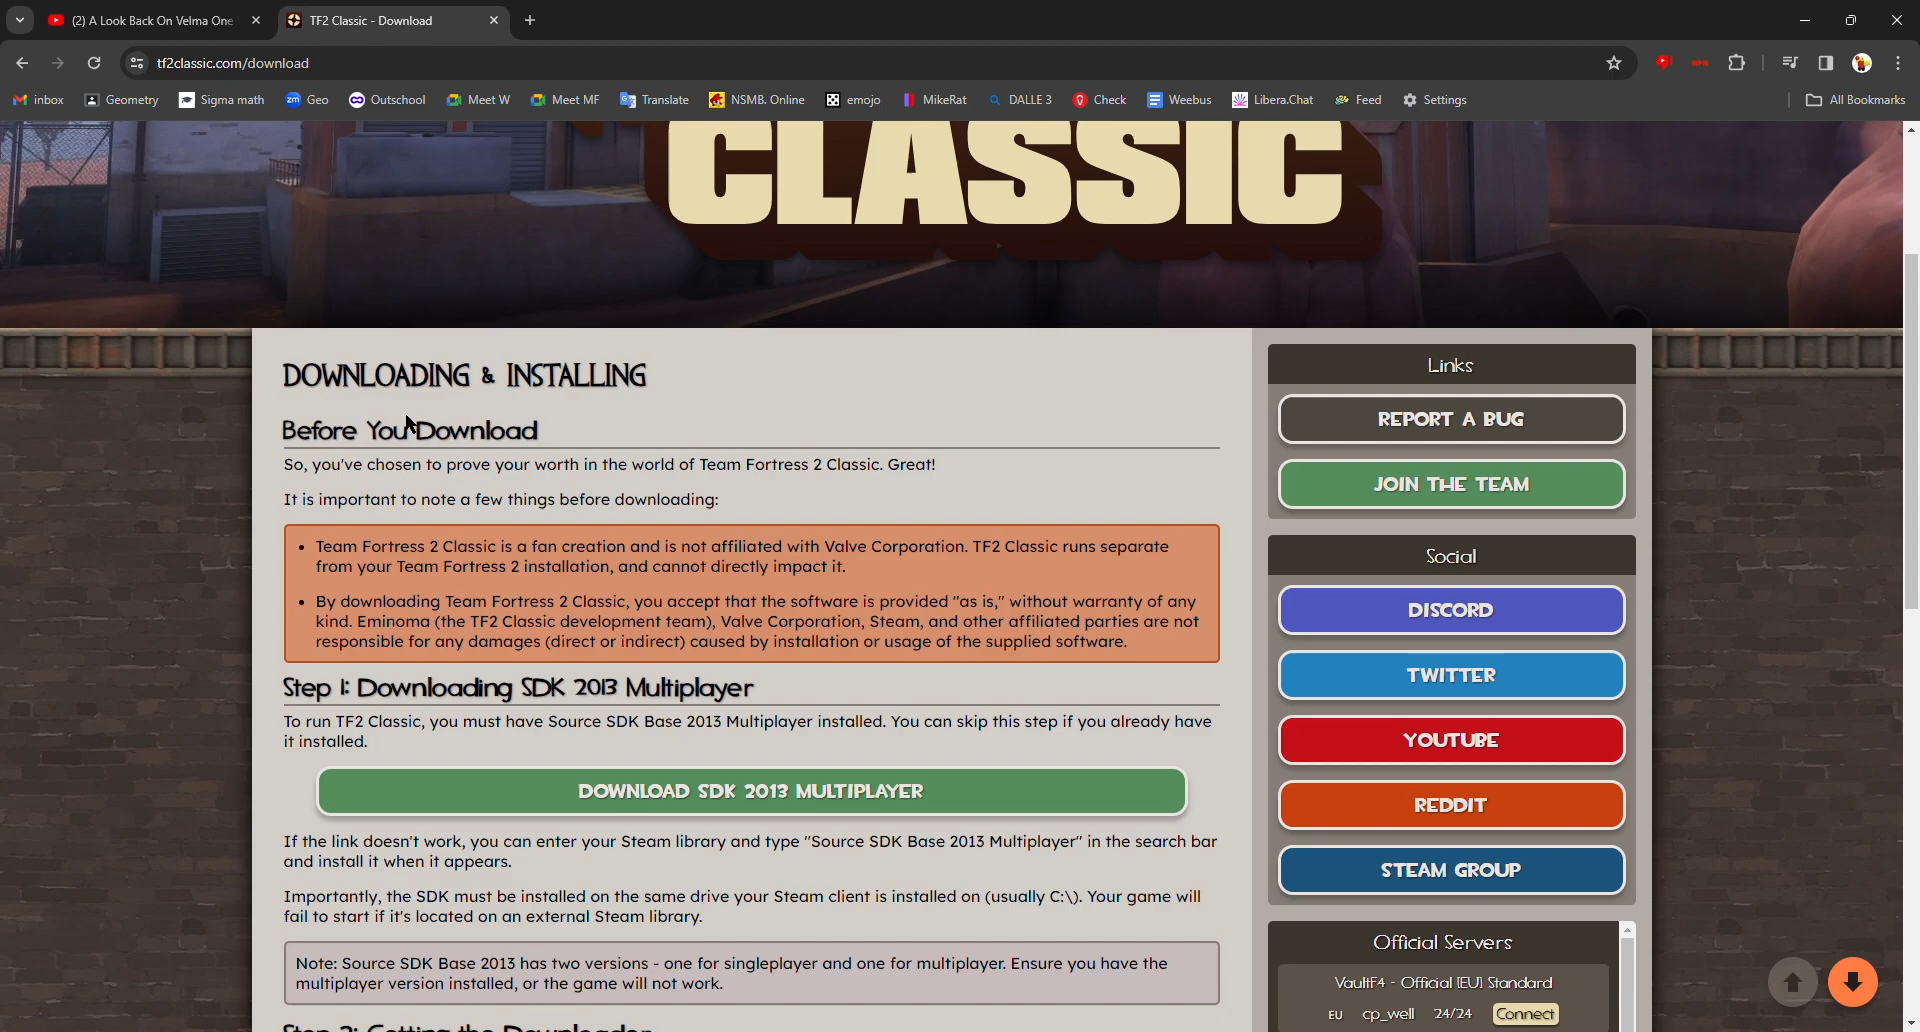 (2) A Look Back On Velma One
TF2 Classic - Download
tf2classic.com/download
inbox
Geometry
Sigma math
Geo
Outschool
Meet W
Meet MF
Translate
NSMB. Online
emojo
MikeRat
DALLE 3
Check
Weebus
Libera.Chat
Feed
Settings
All Bookmarks
CLASSIC
DOWNLOADING & INSTALLING
Before You Download
So, you've chosen to prove your worth in the world of Team Fortress 2 Classic. Great!
It is important to note a few things before downloading:
• Team Fortress 2 Classic is a fan creation and is not affiliated with Valve Corporation. TF2 Classic runs separate
from your Team Fortress 2 installation, and cannot directly impact it.
• By downloading Team Fortress 2 Classic, you accept that the software is provided "as is," without warranty of any
kind. Eminoma (the TF2 Classic development team), Valve Corporation, Steam, and other affiliated parties are not
responsible for any damages (direct or indirect) caused by installation or usage of the supplied software.
Step 1: Downloading SDK 2013 Multiplayer
To run TF2 Classic, you must have Source SDK Base 2013 Multiplayer installed. You can skip this step if you already have
it installed.
DOWNLOAD SDK 2013 MULTIPLAYER
If the link doesn't work, you can enter your Steam library and type "Source SDK Base 2013 Multiplayer" in the search bar
and install it when it appears.
Importantly, the SDK must be installed on the same drive your Steam client is installed on (usually C:\). Your game will
fail to start if it's located on an external Steam library.
Note: Source SDK Base 2013 has two versions - one for singleplayer and one for multiplayer. Ensure you have the
multiplayer version installed, or the game will not work.
Step 2: Getting the Downloader
Links
REPORT A BUG
JOIN THE TEAM
Social
DISCORD
TWITTER
YOUTUBE
REDDIT
STEAM GROUP
Official Servers
VaultF4 - Official [EU] Standard
EU cp_well 24/24 Connect